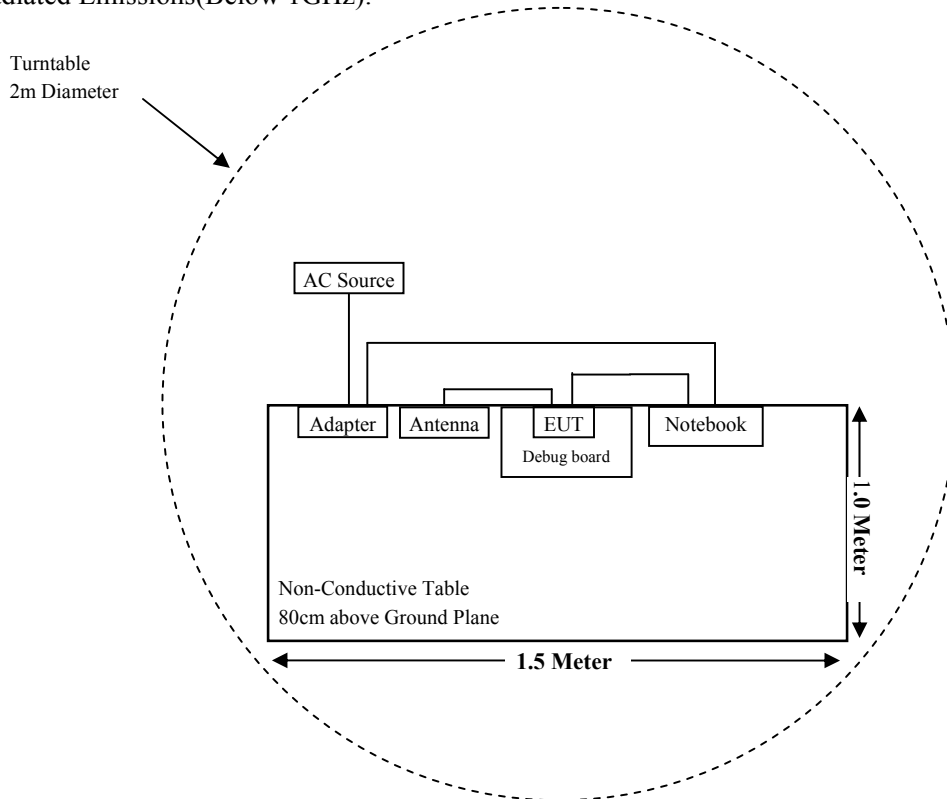 Radiated Emissions(Below 1GHz):
Turntable
2m Diameter
AC Source
Adapter
Antenna
EUT
Notebook
Debug board
1.0 Meter
Non-Conductive Table
80cm above Ground Plane
1.5 Meter